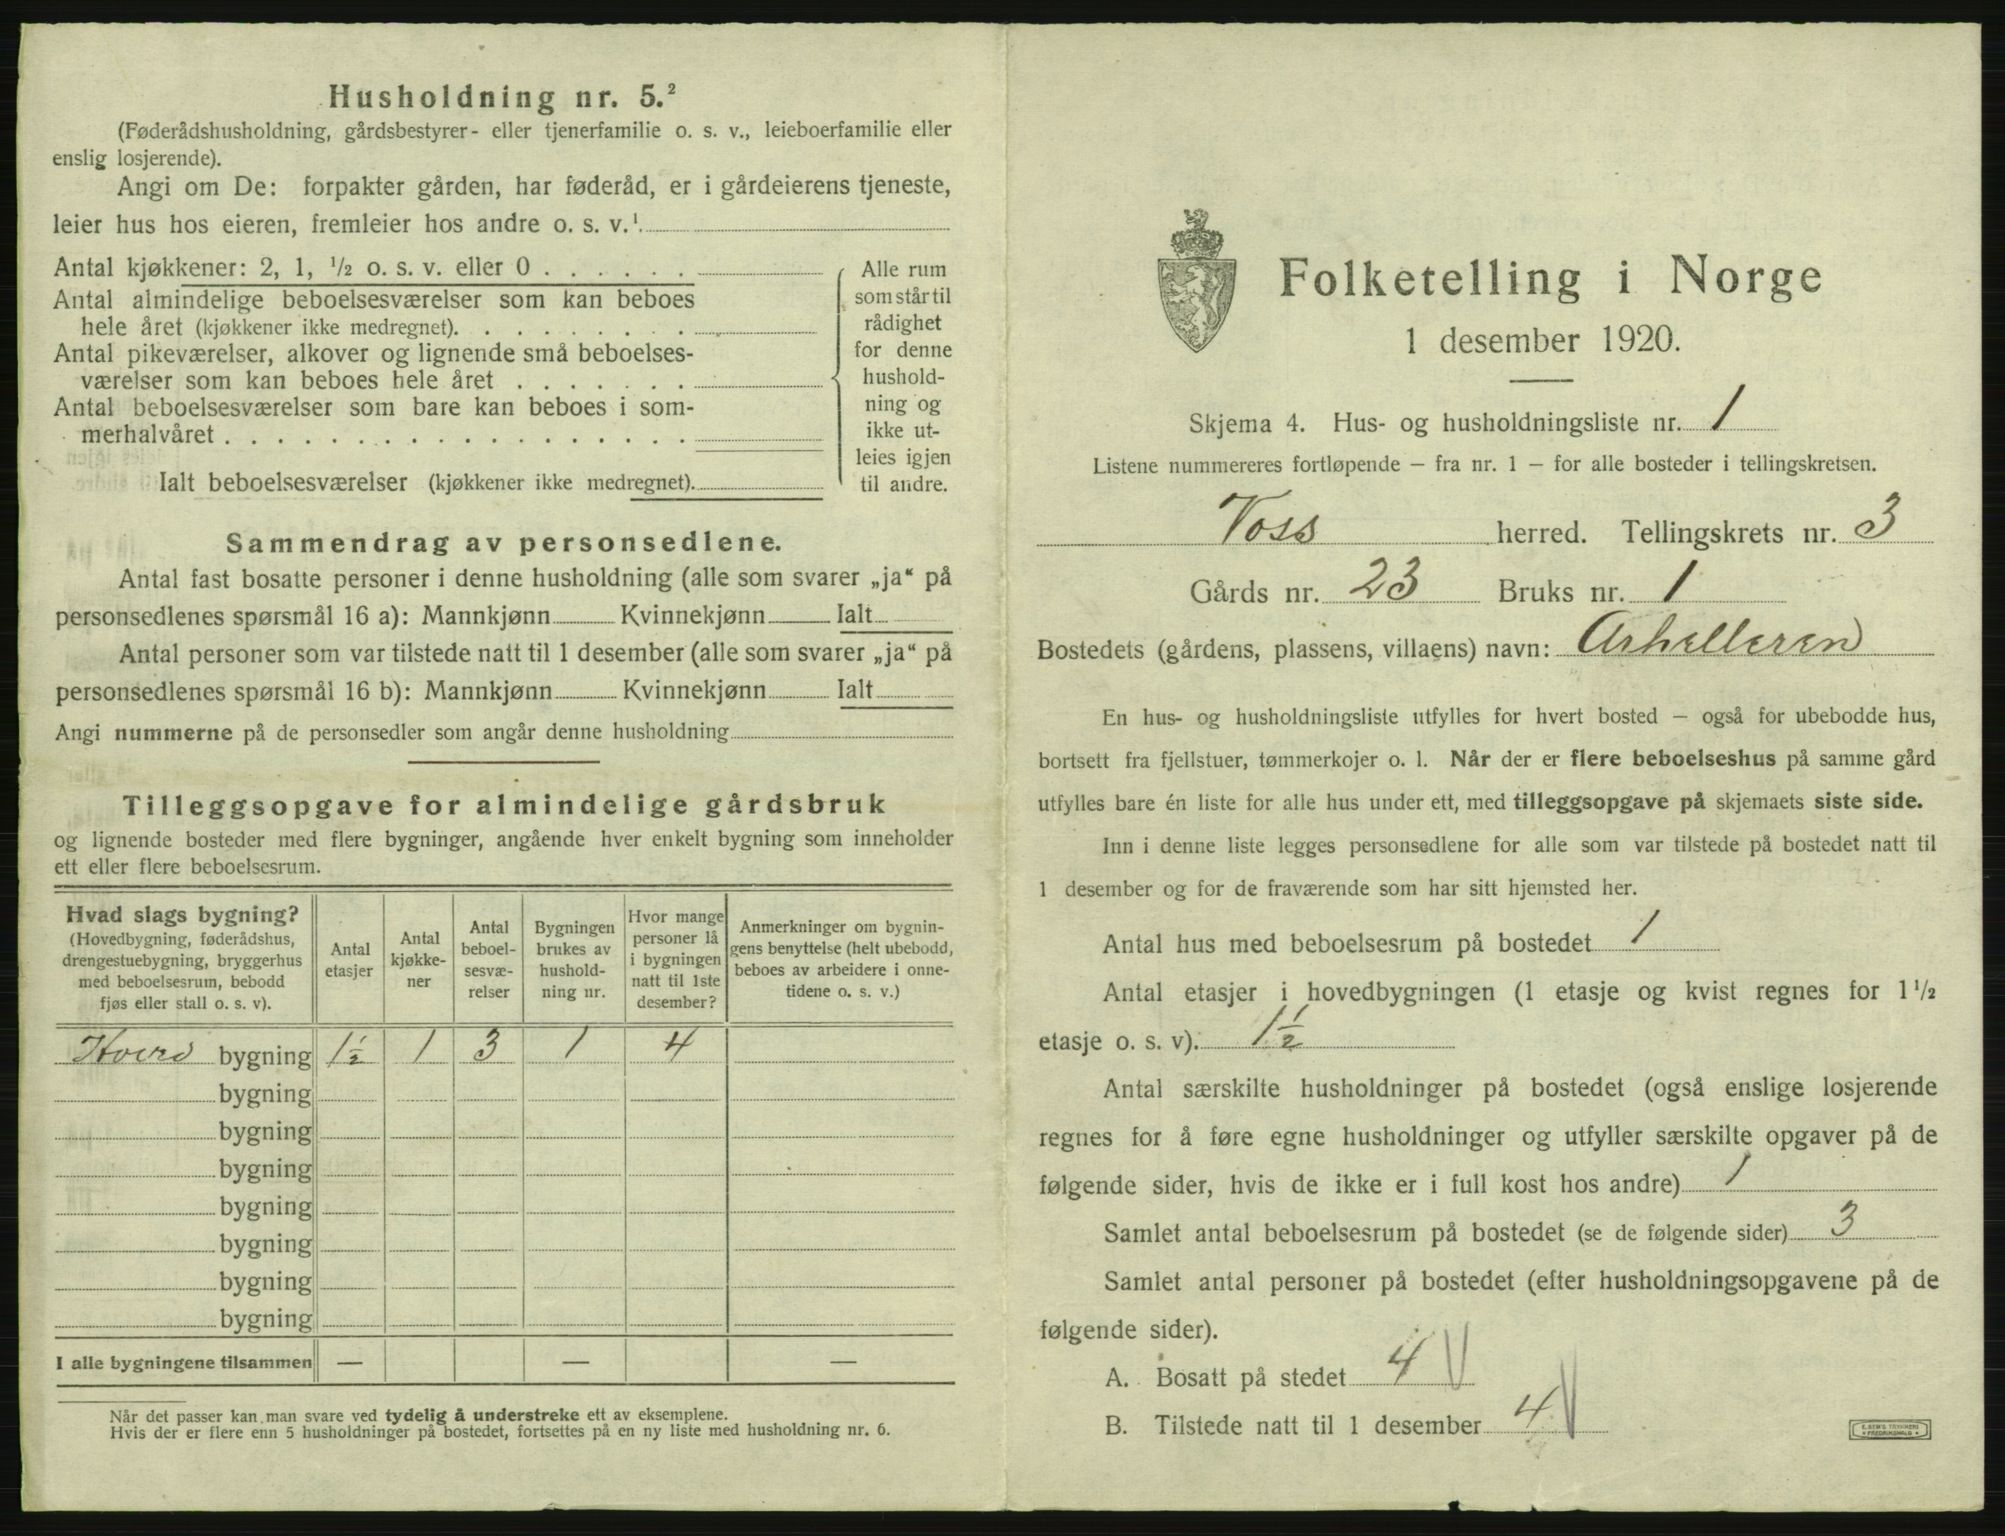 Husholdning nr. 5.²
(Føderådshusholdning, gårdsbestyrer- eller tjenerfamilie o. s. v., leieboerfamilie eller
enslig losjerende).
Angi om De: forpakter gården, har føderåd, er i gårdeierens tjeneste,
leier hus hos eieren, fremleier hos andre o. s. v.¹
Antal kjøkkener: 2, 1, ½ o. s. v. eller 0 . . . . . .
Antal almindelige beboelsesværelser som kan beboes
hele året (kjøkkener ikke medregnet). . . . . . . . .
Antal pikeværelser, alkover og lignende små beboelses-
værelser som kan beboes hele året . . . . . . .
Antal beboelsesværelser som bare kan beboes i som-
merhalvåret . . . . . . . . . . . . . . . . . .
Ialt beboelsesværelser (kjøkkener ikke medregnet).
Alle rum
som står til
rådighet
for denne
hushold-
ning og
ikke ut-
leies igjen
til andre.
Sammendrag av personsedlene.
Antal fast bosatte personer i denne husholdning (alle som svarer „ja“ på
personsedlenes spørsmål 16 a): Mannkjønn Kvinnekjønn Ialt
Antal personer som var tilstede natt til 1 desember (alle som svarer „ja“ på
personsedlenes spørsmål 16 b): Mannkjønn Kvinnekjønn Ialt
Angi nummerne på de personsedler som angår denne husholdning
Tilleggsopgave for almindelige gårdsbruk
og lignende bosteder med flere bygninger, angående hver enkelt bygning som inneholder
ett eller flere beboelsesrum.
Hvad slags bygning?
(Hovedbygning, føderådshus,
drengestuebygning, bryggerhus
med beboelsesrum, bebodd
fjøs eller stall o. s. v).
Antal
etasjer
Antal
kjøkke-
ner
Antal
beboel-
sesvæ-
relser
Bygningen
brukes av
hushold-
ning nr.
Hvor mange
personer lå
i bygningen
natt til 1ste
desember?
Anmerkninger om bygnin-
gens benyttelse (helt ubebodd,
beboes av arbeidere i onne-
tidene o. s. v.)
Hoved bygning 1½ 1 3 1 4
bygning
bygning
bygning
bygning
bygning
bygning
bygning
I alle bygningene tilsammen — — —
Når det passer kan man svare ved tydelig å understreke ett av eksemplene.
Hvis der er flere enn 5 husholdninger på bostedet, fortsettes på en ny liste med husholdning nr. 6.
Folketelling i Norge
1 desember 1920.
Skjema 4. Hus- og husholdningsliste nr. 1
Listene nummereres fortløpende – fra nr. 1 – for alle bosteder i tellingskretsen.
Voss herred. Tellingskrets nr. 3
Gårds nr. 23 Bruks nr. 1
Bostedets (gårdens, plassens, villaens) navn: Arhelleren
En hus- og husholdningsliste utfylles for hvert bosted – også for ubebodde hus,
bortsett fra fjellstuer, tømmerkojer o. l. Når der er flere beboelseshus på samme gård
utfylles bare én liste for alle hus under ett, med tilleggsopgave på skjemaets siste side.
Inn i denne liste legges personsedlene for alle som var tilstede på bostedet natt til
1 desember og for de fraværende som har sitt hjemsted her.
Antal hus med beboelsesrum på bostedet 1
Antal etasjer i hovedbygningen (1 etasje og kvist regnes for 1½
etasje o. s. v). 1½
Antal særskilte husholdninger på bostedet (også enslige losjerende
regnes for å føre egne husholdninger og utfyller særskilte opgaver på de
følgende sider, hvis de ikke er i full kost hos andre) 1
Samlet antal beboelsesrum på bostedet (se de følgende sider) 3
Samlet antal personer på bostedet (efter husholdningsopgavene på de
følgende sider).
A. Bosatt på stedet 4
B. Tilstede natt til 1 desember 4
E. SEM'S TRYKKERI
FREDRIKSHALD